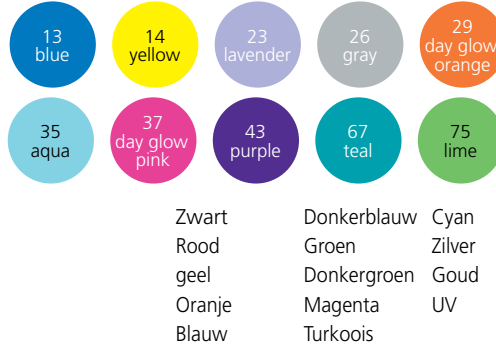 13
blue
14
yellow
23
lavender
26
gray
29
day glow
orange
35
aqua
37
day glow
pink
43
purple
67
teal
75
lime
Zwart
Rood
geel
Oranje
Blauw
Donkerblauw
Groen
Donkergroen
Magenta
Turkoois
Cyan
Zilver
Goud
UV